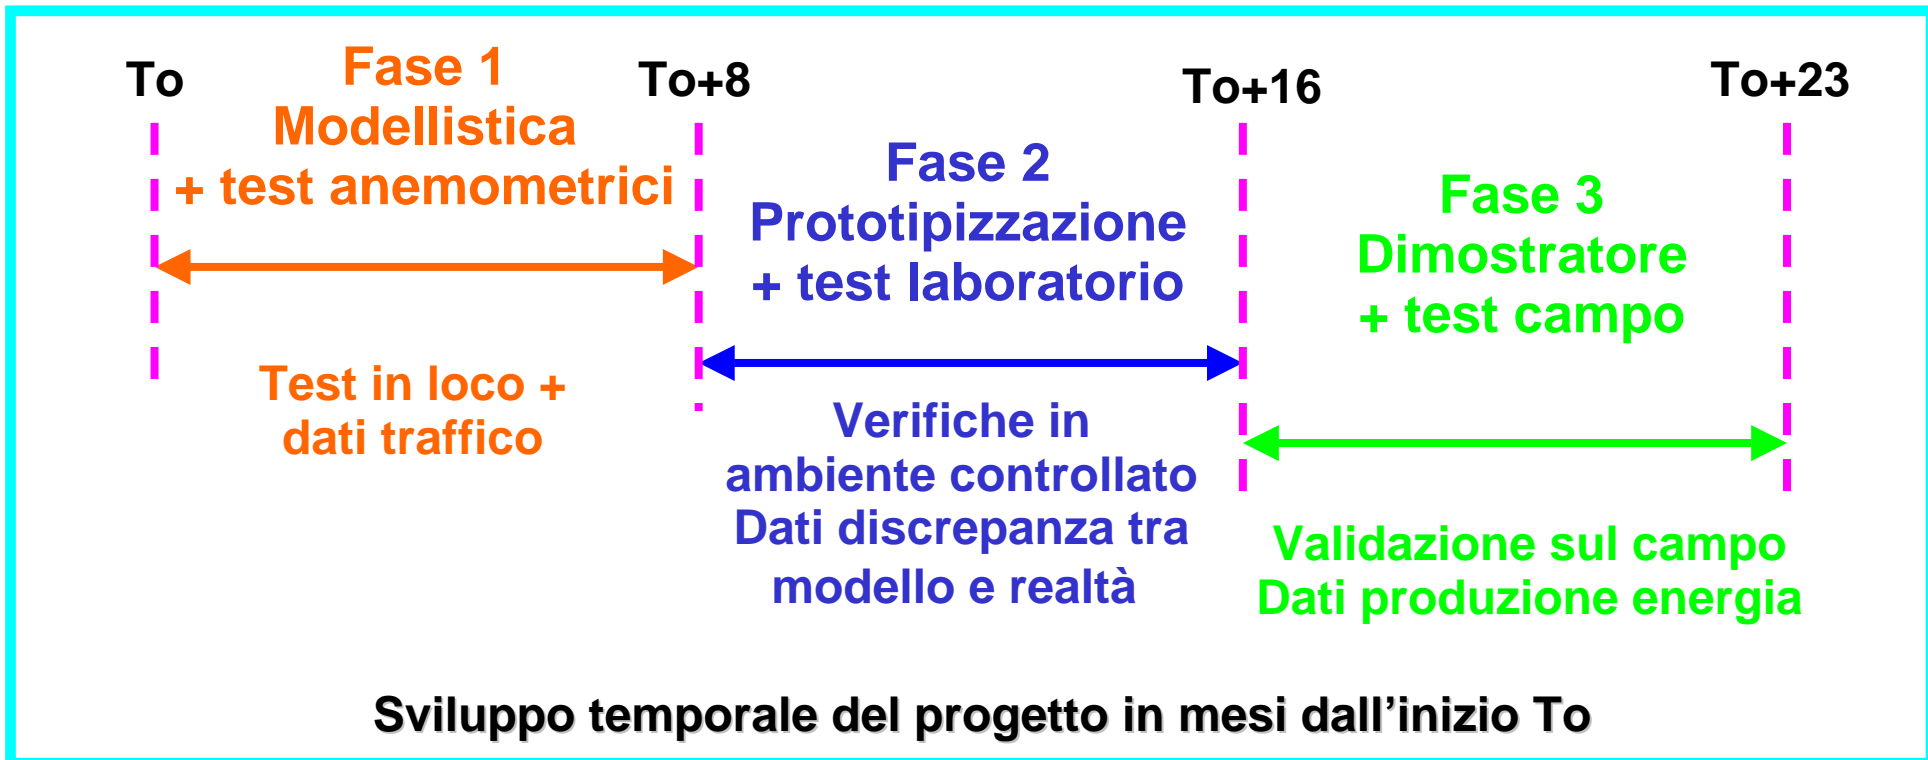 To
Fase 1
Modellistica
+ test anemometrici
To+8
Test in loco +
dati traffico
Fase 2
Prototipizzazione
+ test laboratorio
To+16
Verifiche in
ambiente controllato
Dati discrepanza tra
modello e realtà
Fase 3
Dimostratore
+ test campo
To+23
Validazione sul campo
Dati produzione energia
Sviluppo temporale del progetto in mesi dall'inizio To